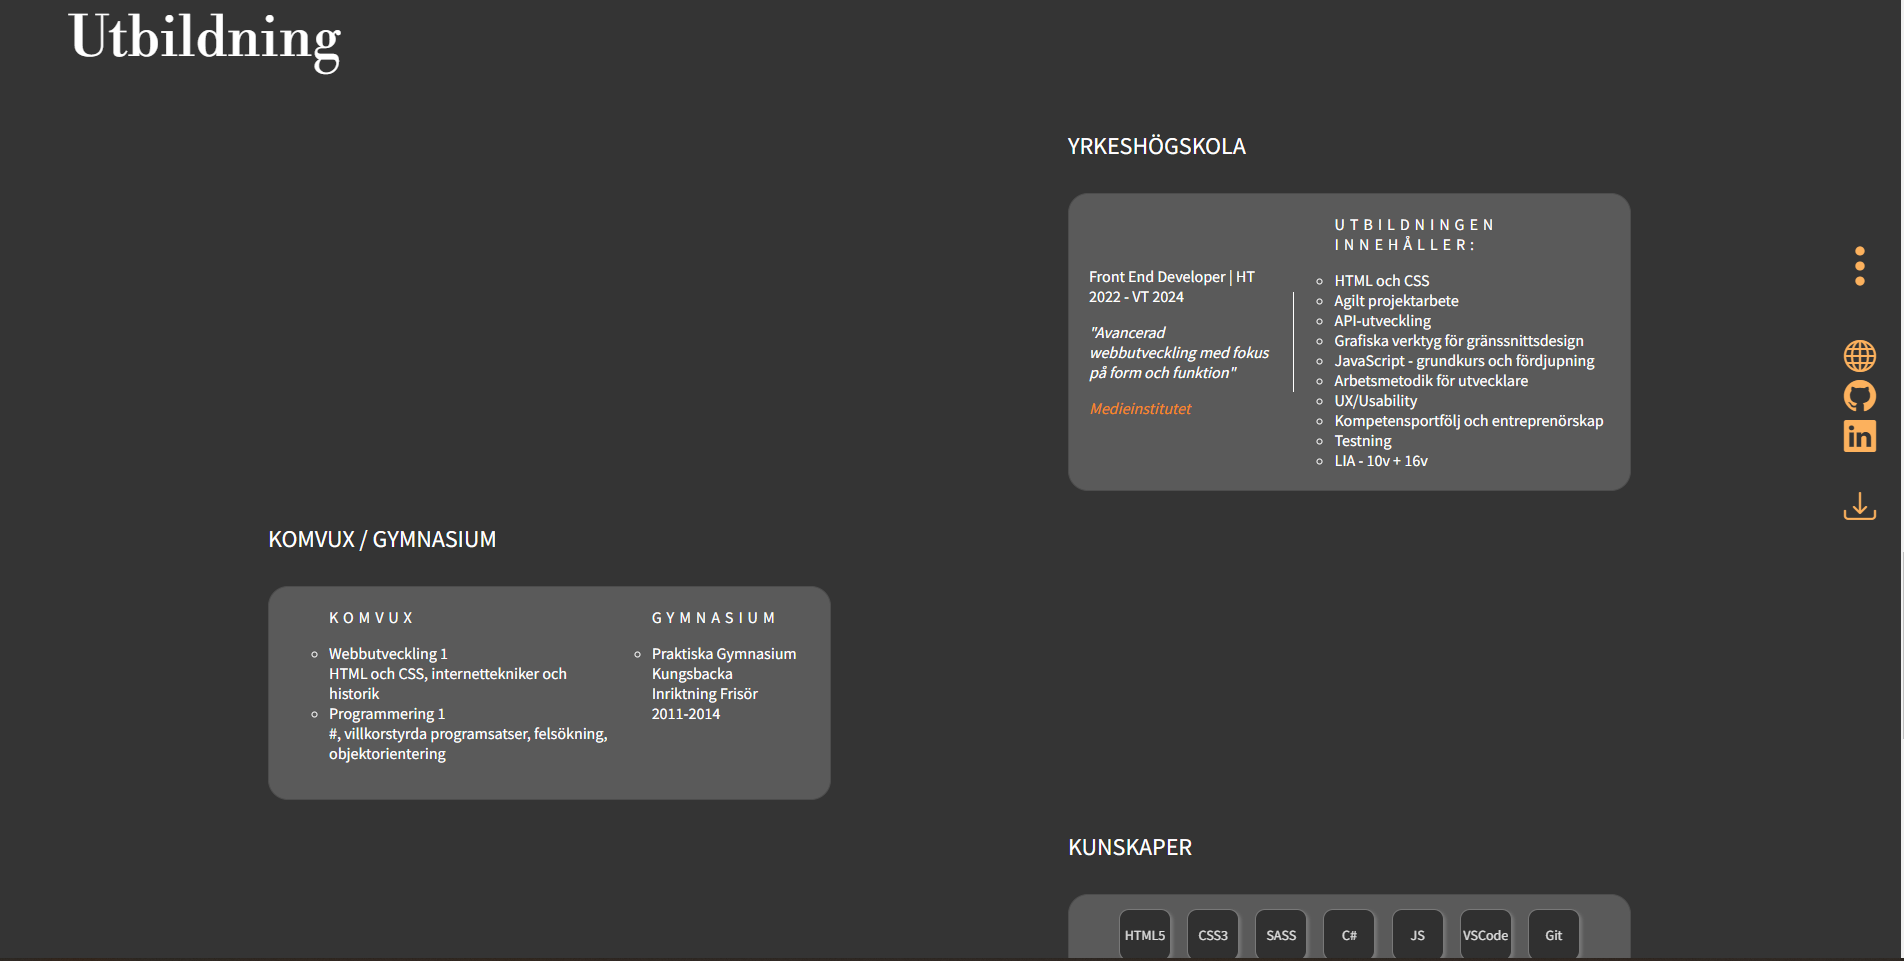 Utbildning
YRKESHÖGSKOLA
Front End Developer | HT
2022 - VT 2024
"Avancerad
webbutveckling med fokus
på form och funktion"
Medieinstitutet
UTBILDNINGEN
INNEHÅLLER:
HTML och CSS
Agilt projektarbete
API-utveckling
Grafiska verktyg för gränssnittsdesign
JavaScript - grundkurs och fördjupning
Arbetsmetodik för utvecklare
UX/Usability
Kompetensportfölj och entreprenörskap
Testning
LIA - 10v + 16v
KOMVUX / GYMNASIUM
KOMVUX
Webbutveckling 1
HTML och CSS, internettekniker och
historik
Programmering 1
#, villkorstyrda programsatser, felsökning,
objektorientering
GYMNASIUM
Praktiska Gymnasium
Kungsbacka
Inriktning Frisör
2011-2014
KUNSKAPER
HTML5 CSS3 SASS C# JS VSCode Git
in